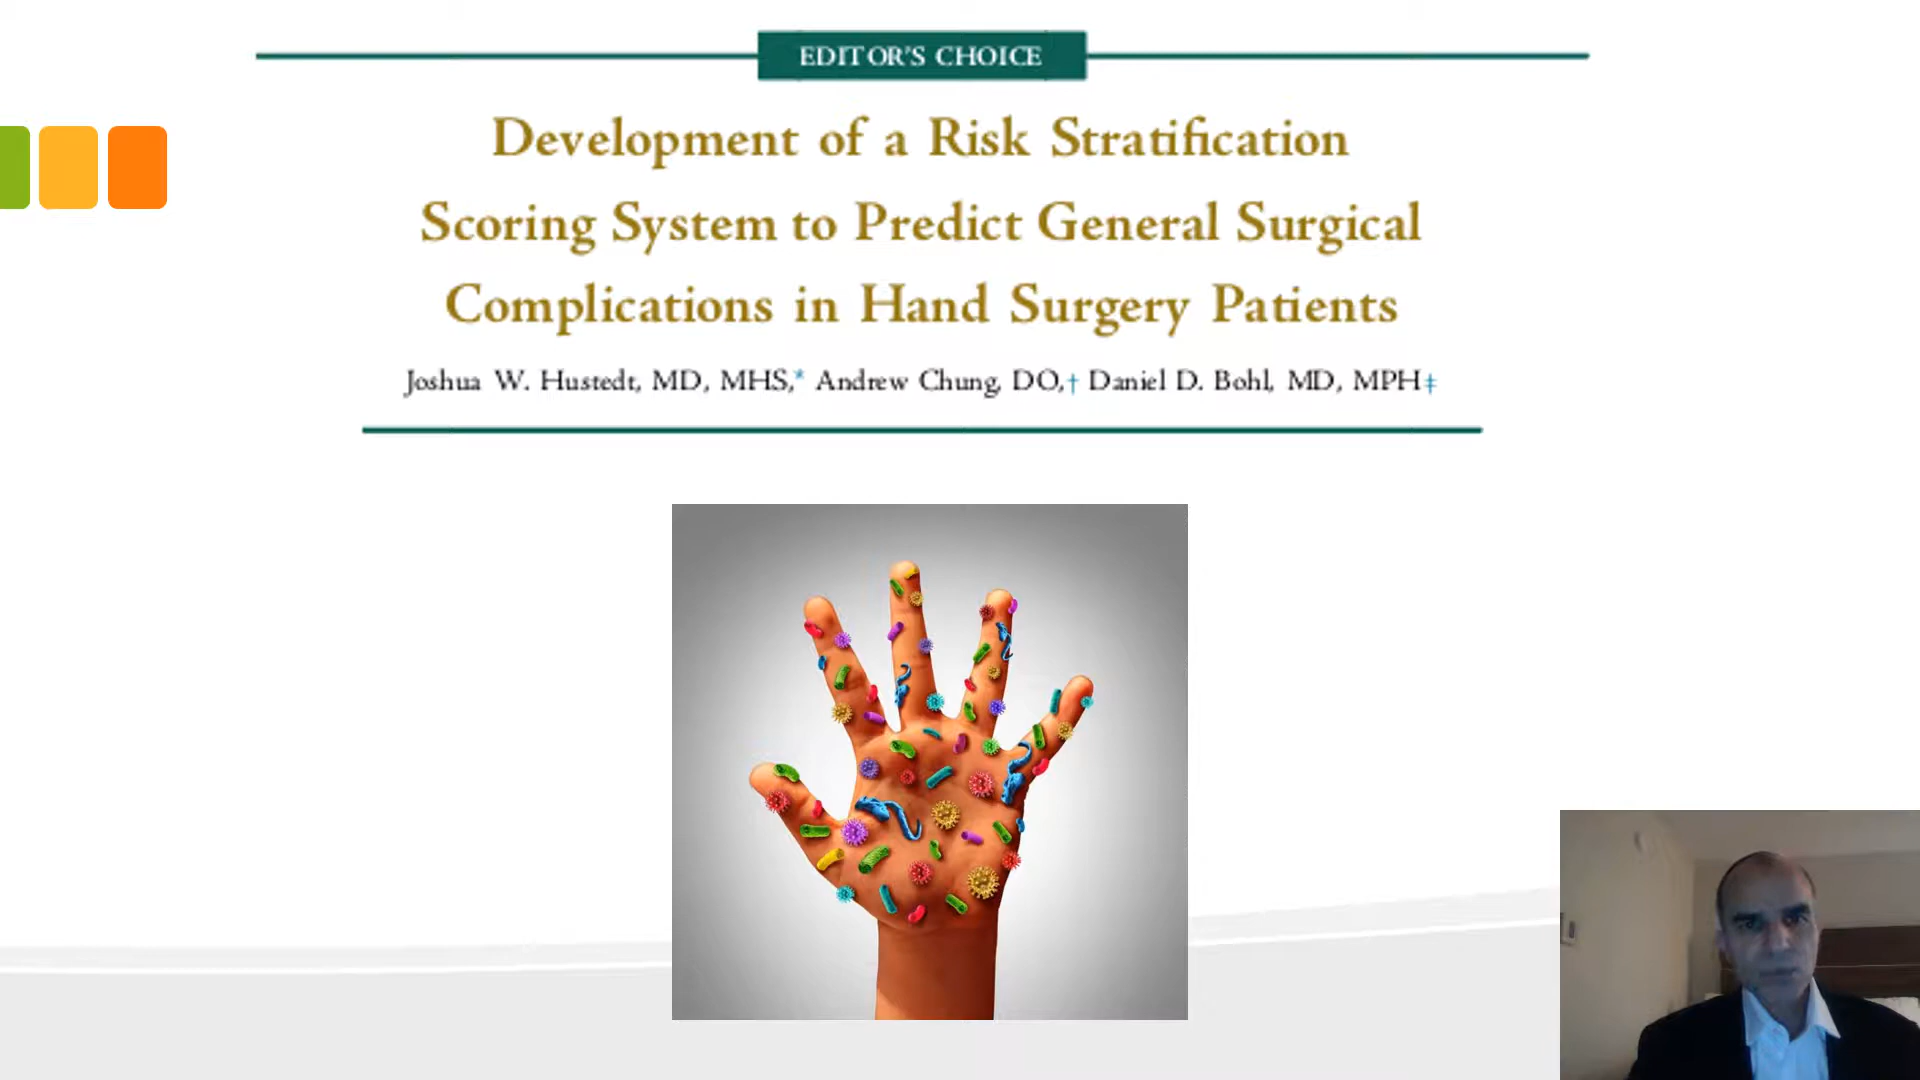 EDITOR'S CHOICE
Development of a Risk Stratification
Scoring System to Predict General Surgical
Complications in Hand Surgery Patients
Joshua W. Hustedt, MD, MHS,* Andrew Chung, DO,† Daniel D. Bohl, MD, MPH‡